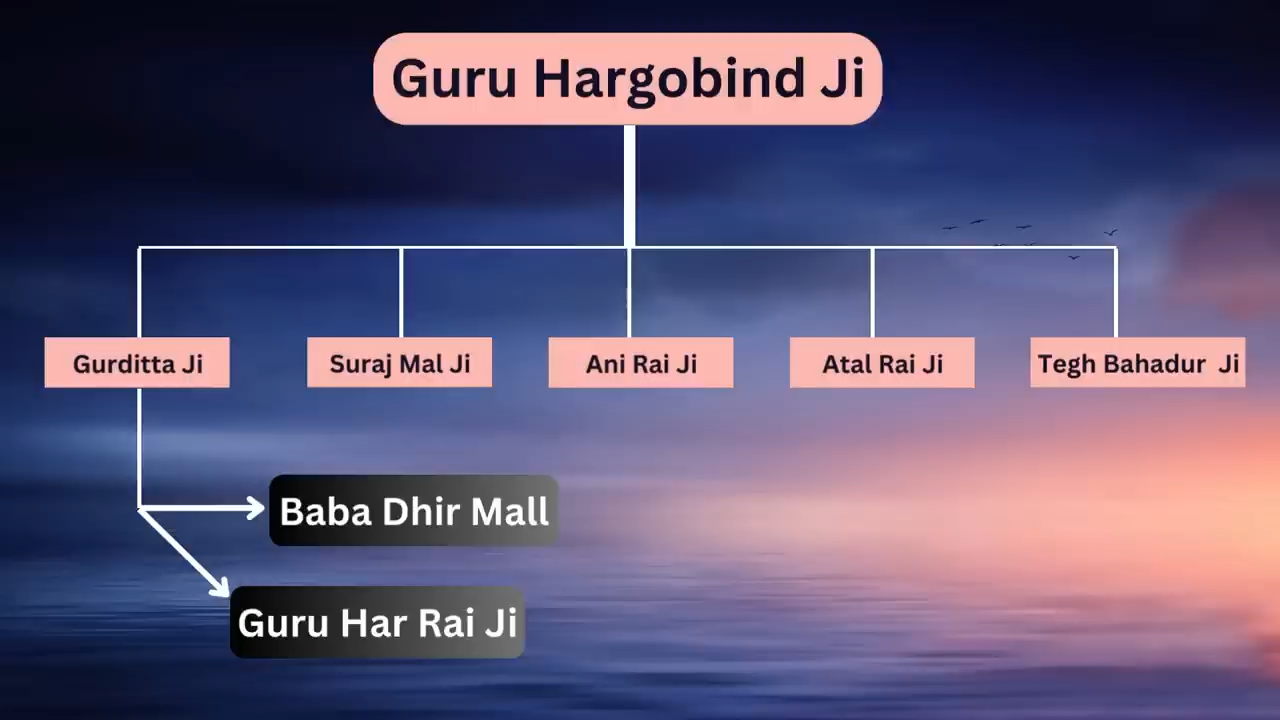 Guru Hargobind Ji
Gurditta Ji
Suraj Mal Ji
Ani Rai Ji
Atal Rai Ji
Tegh Bahadur Ji
Baba Dhir Mall
Guru Har Rai Ji